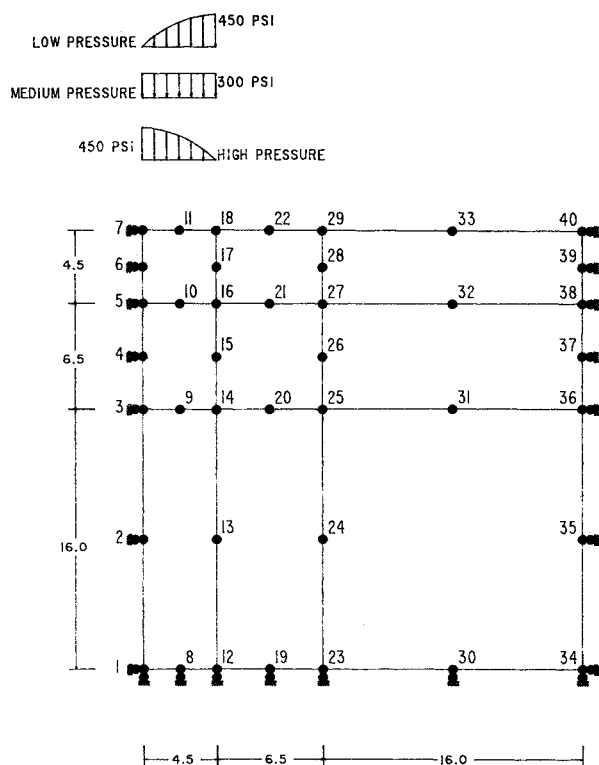 450 PSI
LOW PRESSURE
MEDIUM PRESSURE 300 PSI
450 PSI HIGH PRESSURE
7 11 18 22 29 33 40
6 17 28 39
4.5
5 10 16 21 27 32 38
6.5
4 15 26 37
3 9 14 20 25 31 36
2 13 24 35
16.0
1 8 12 19 23 30 34
4.5 6.5 16.0